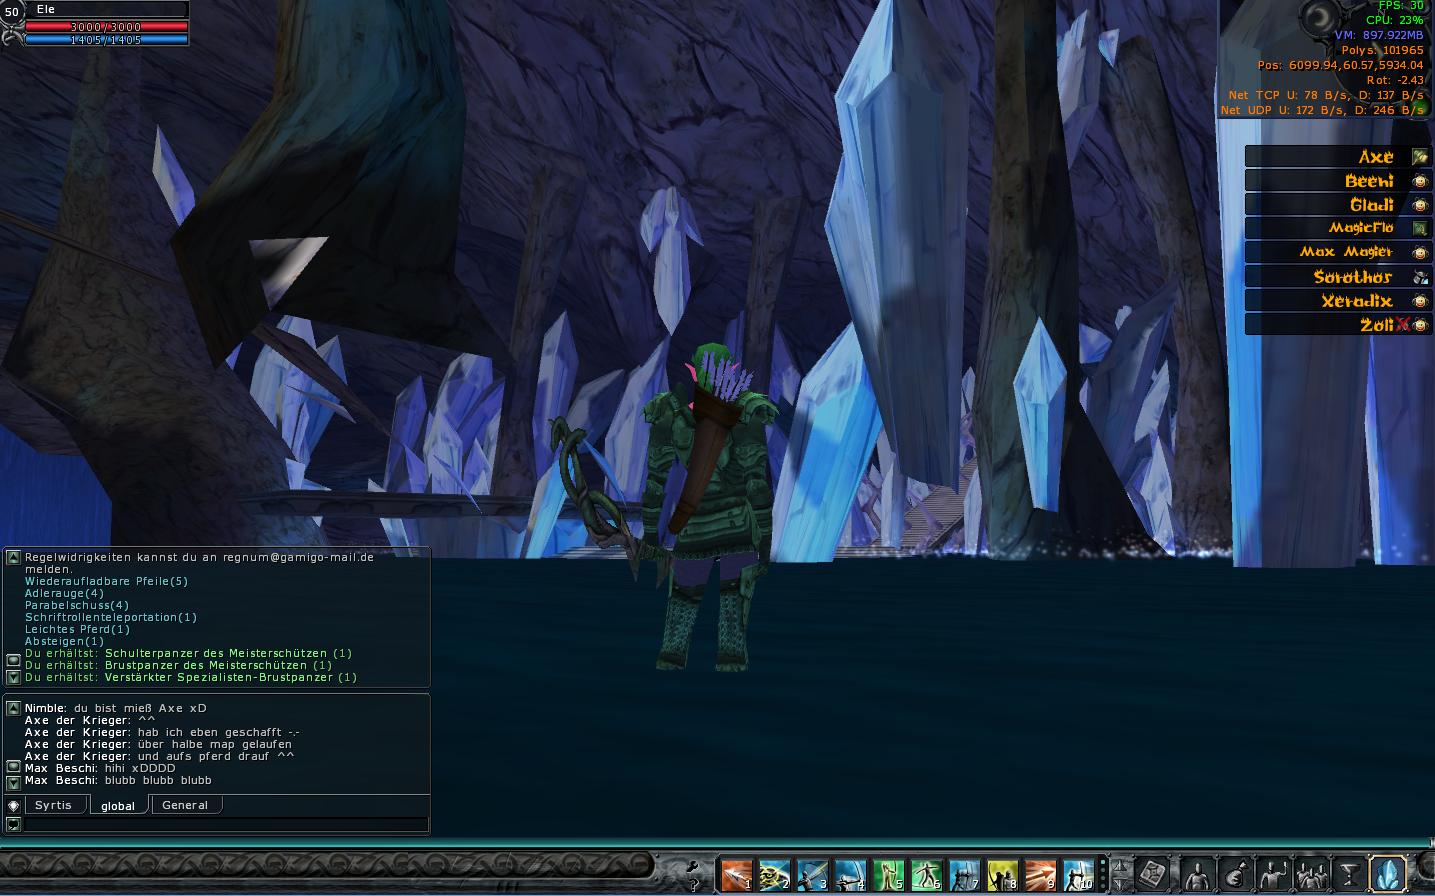 50
Ele
3000/3000
1405/1405
FPS: 30
CPU: 23%
VM: 897.922MB
Polys: 101965
Pos: 6099.94,60.57,5934.04
Rot: -2.43
Net TCP U: 78 B/s, D: 137 B/s
Net UDP U: 172 B/s, D: 246 B/s
Axe
Beeni
Gladi
MagicFlo
Max Magier
Sorothos
Xeradix
Zoli
Regelwidrigkeiten kannst du an regnum@gamigo-mail.de
melden.
Wiederaufladbare Pfeile(5)
Adlerauge(4)
Parabelschuss(4)
Schriftrollenteleportation(1)
Leichtes Pferd(1)
Absteigen(1)
Du erhältst: Schulterpanzer des Meisterschützen (1)
Du erhältst: Brustpanzer des Meisterschützen (1)
Du erhältst: Verstärkter Spezialisten-Brustpanzer (1)
Nimble: du bist mieß Axe xD
Axe der Krieger: ^^
Axe der Krieger: hab ich eben geschafft -.-
Axe der Krieger: über halbe map gelaufen
Axe der Krieger: und aufs pferd drauf ^^
Max Beschi: hihi xDDDD
Max Beschi: blubb blubb blubb
Syrtis global General
? 1 2 3 4 5 6 7 8 9 10